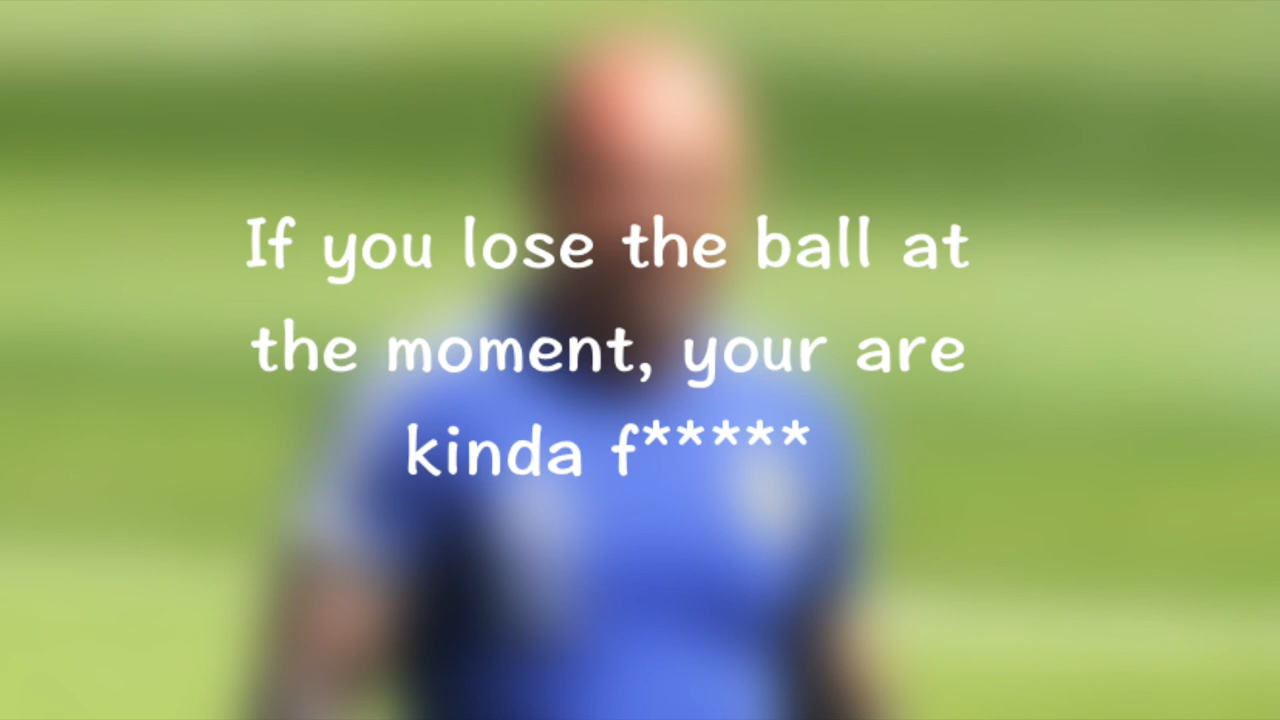 If you lose the ball at
the moment, your are
kinda f*****